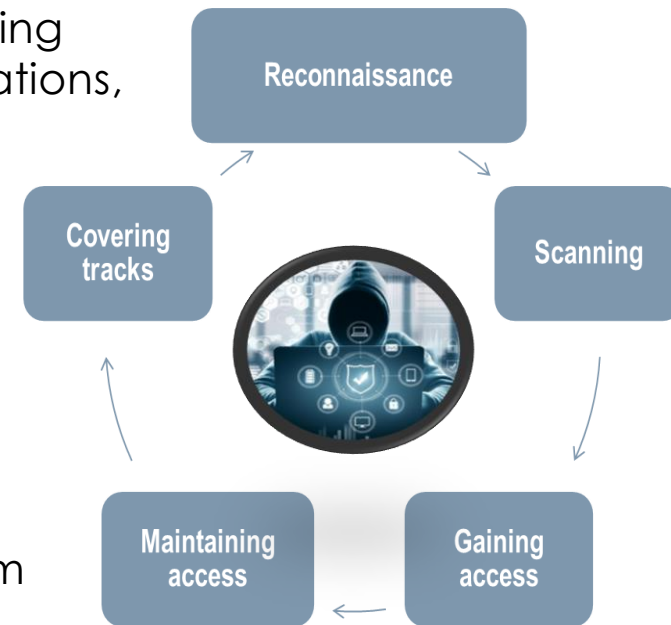 ing
ations,
Reconnaissance
Scanning
Gaining
access
Maintaining
access
Covering
tracks
m